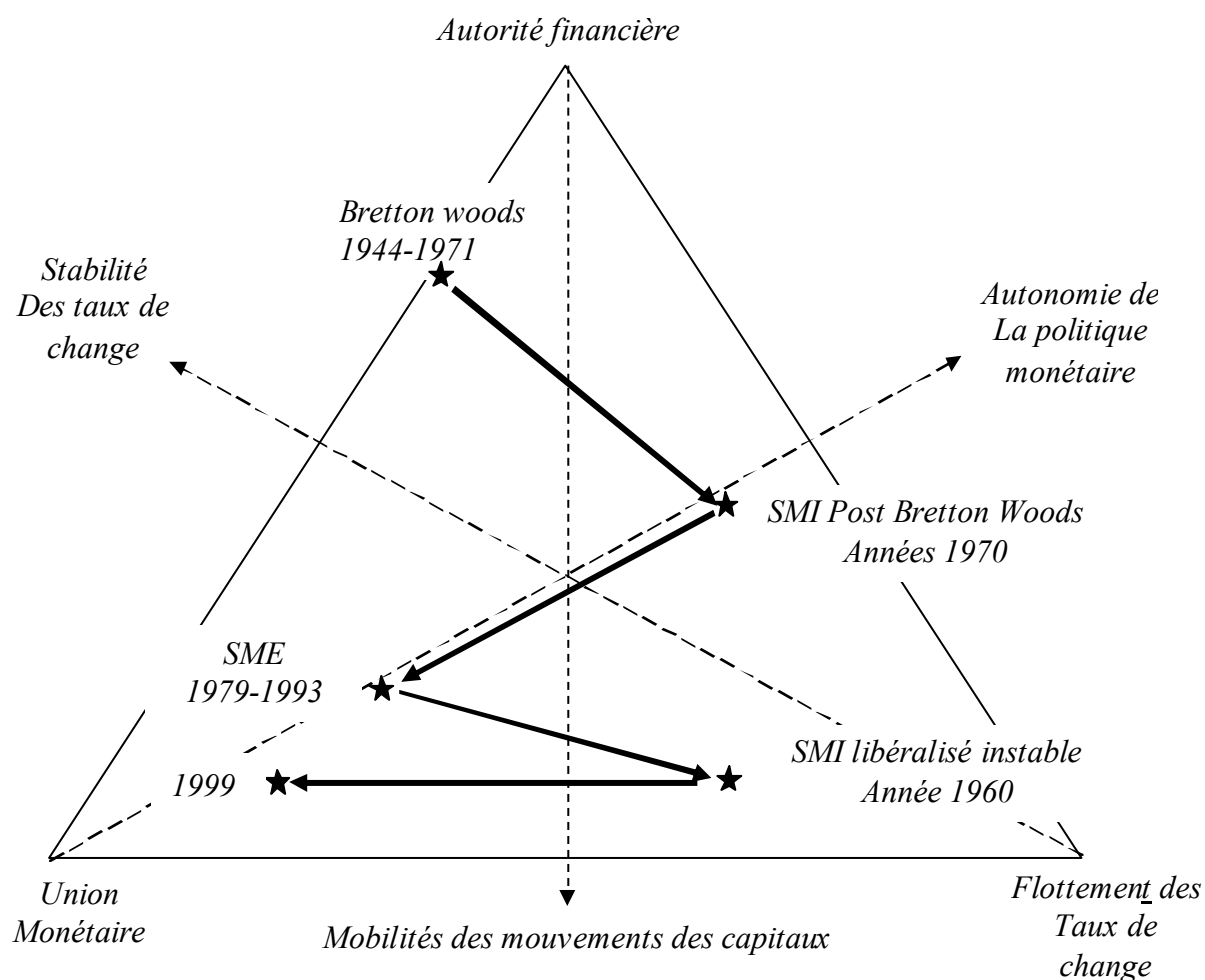 Autorité financière
Bretton woods
1944-1971
Stabilité
Des taux de
change
Autonomie de
La politique
monétaire
SMI Post Bretton Woods
Années 1970
SME
1979-1993
SMI libéralisé instable
Année 1960
1999
Union
Monétaire
Mobilités des mouvements des capitaux
Flottement des
Taux de
change